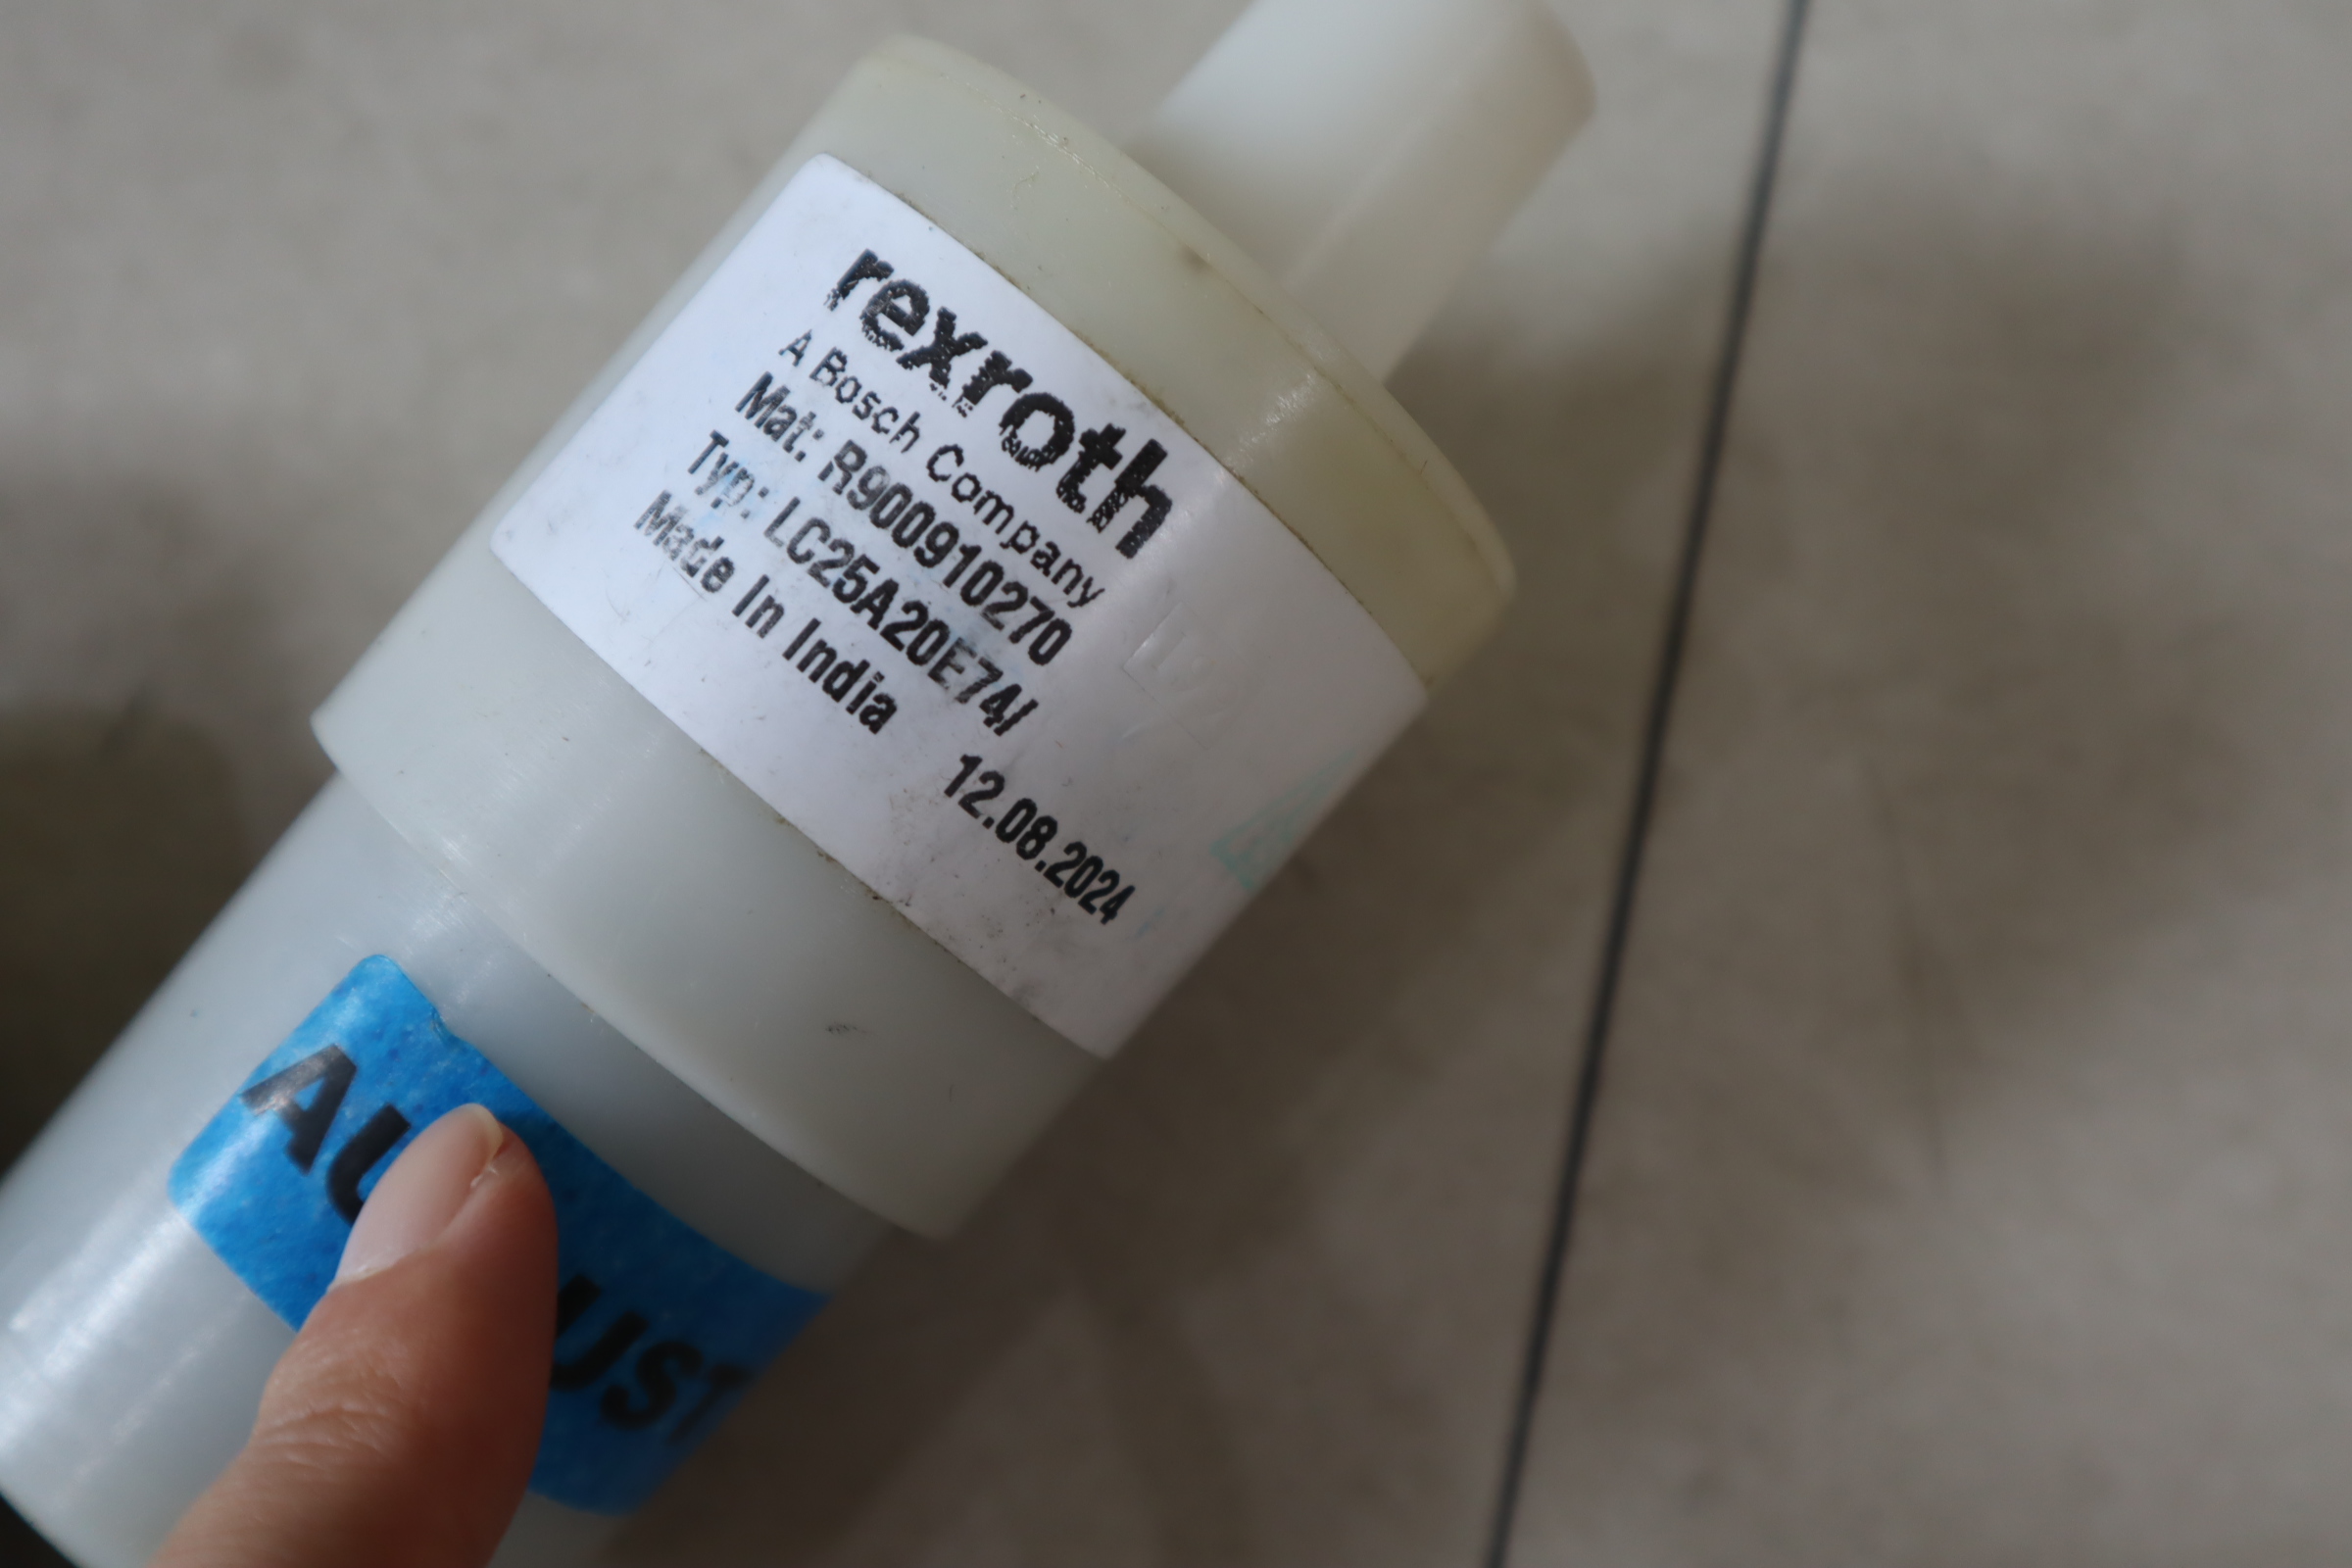 rexroth
A Bosch Company
Mat: R900910270
Typ: LC25A20E74/
Made In India 12.08.2024